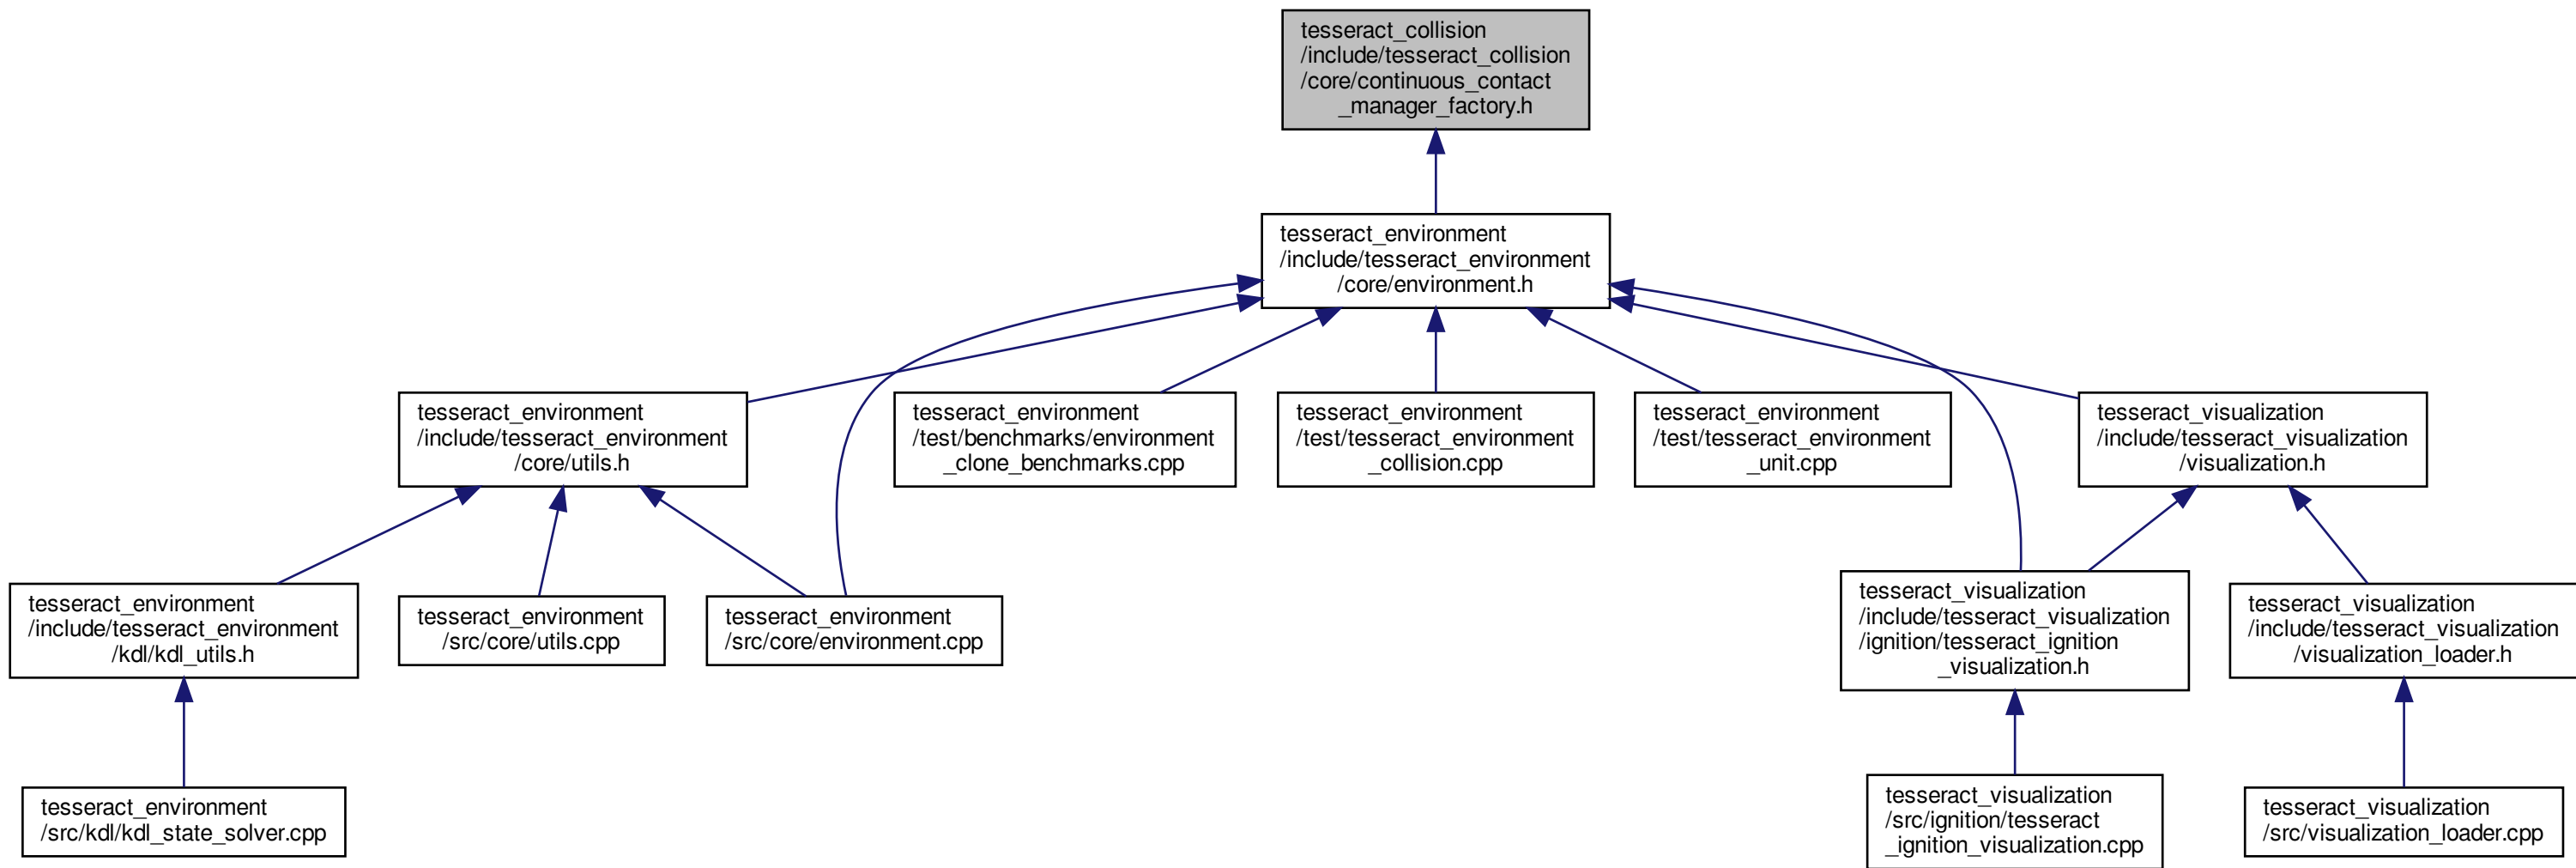 tesseract_collision
/include/tesseract_collision
/core/continuous_contact
_manager_factory.h
tesseract_environment
/include/tesseract_environment
/core/environment.h
tesseract_environment
/include/tesseract_environment
/core/utils.h
tesseract_environment
/test/benchmarks/environment
_clone_benchmarks.cpp
tesseract_environment
/test/tesseract_environment
_collision.cpp
tesseract_environment
/test/tesseract_environment
_unit.cpp
tesseract_visualization
/include/tesseract_visualization
/visualization.h
tesseract_environment
/include/tesseract_environment
/kdl/kdl_utils.h
tesseract_environment
/src/core/utils.cpp
tesseract_environment
/src/core/environment.cpp
tesseract_visualization
/include/tesseract_visualization
/ignition/tesseract_ignition
_visualization.h
tesseract_visualization
/include/tesseract_visualization
/visualization_loader.h
tesseract_environment
/src/kdl/kdl_state_solver.cpp
tesseract_visualization
/src/ignition/tesseract
_ignition_visualization.cpp
tesseract_visualization
/src/visualization_loader.cpp